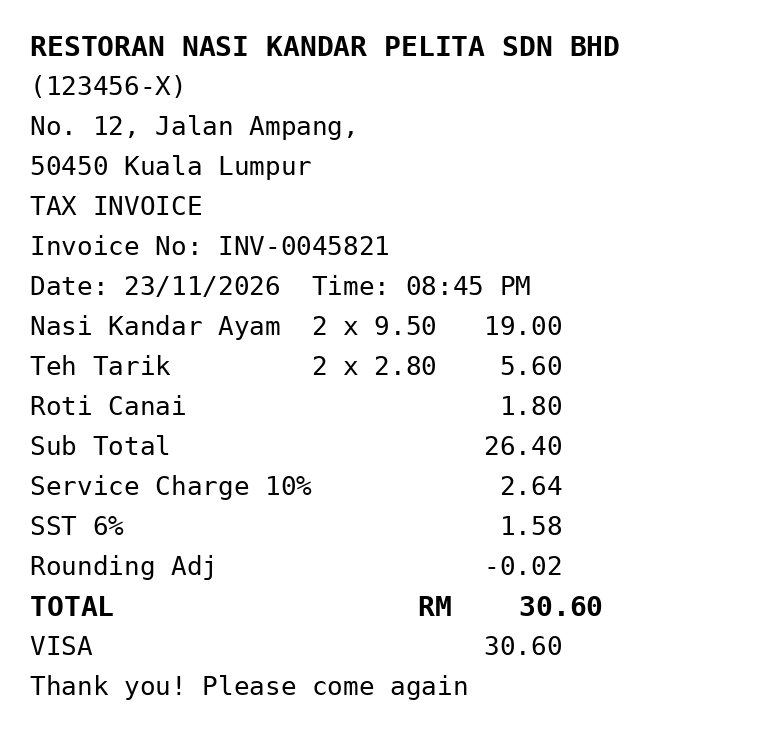 RESTORAN NASI KANDAR PELITA SDN BHD
(123456-X)
No. 12, Jalan Ampang,
50450 Kuala Lumpur
TAX INVOICE
Invoice No: INV-0045821
Date: 23/11/2026  Time: 08:45 PM
Nasi Kandar Ayam  2 x 9.50   19.00
Teh Tarik         2 x 2.80    5.60
Roti Canai                    1.80
Sub Total                    26.40
Service Charge 10%            2.64
SST 6%                        1.58
Rounding Adj                 -0.02
TOTAL                  RM    30.60
VISA                         30.60
Thank you! Please come again